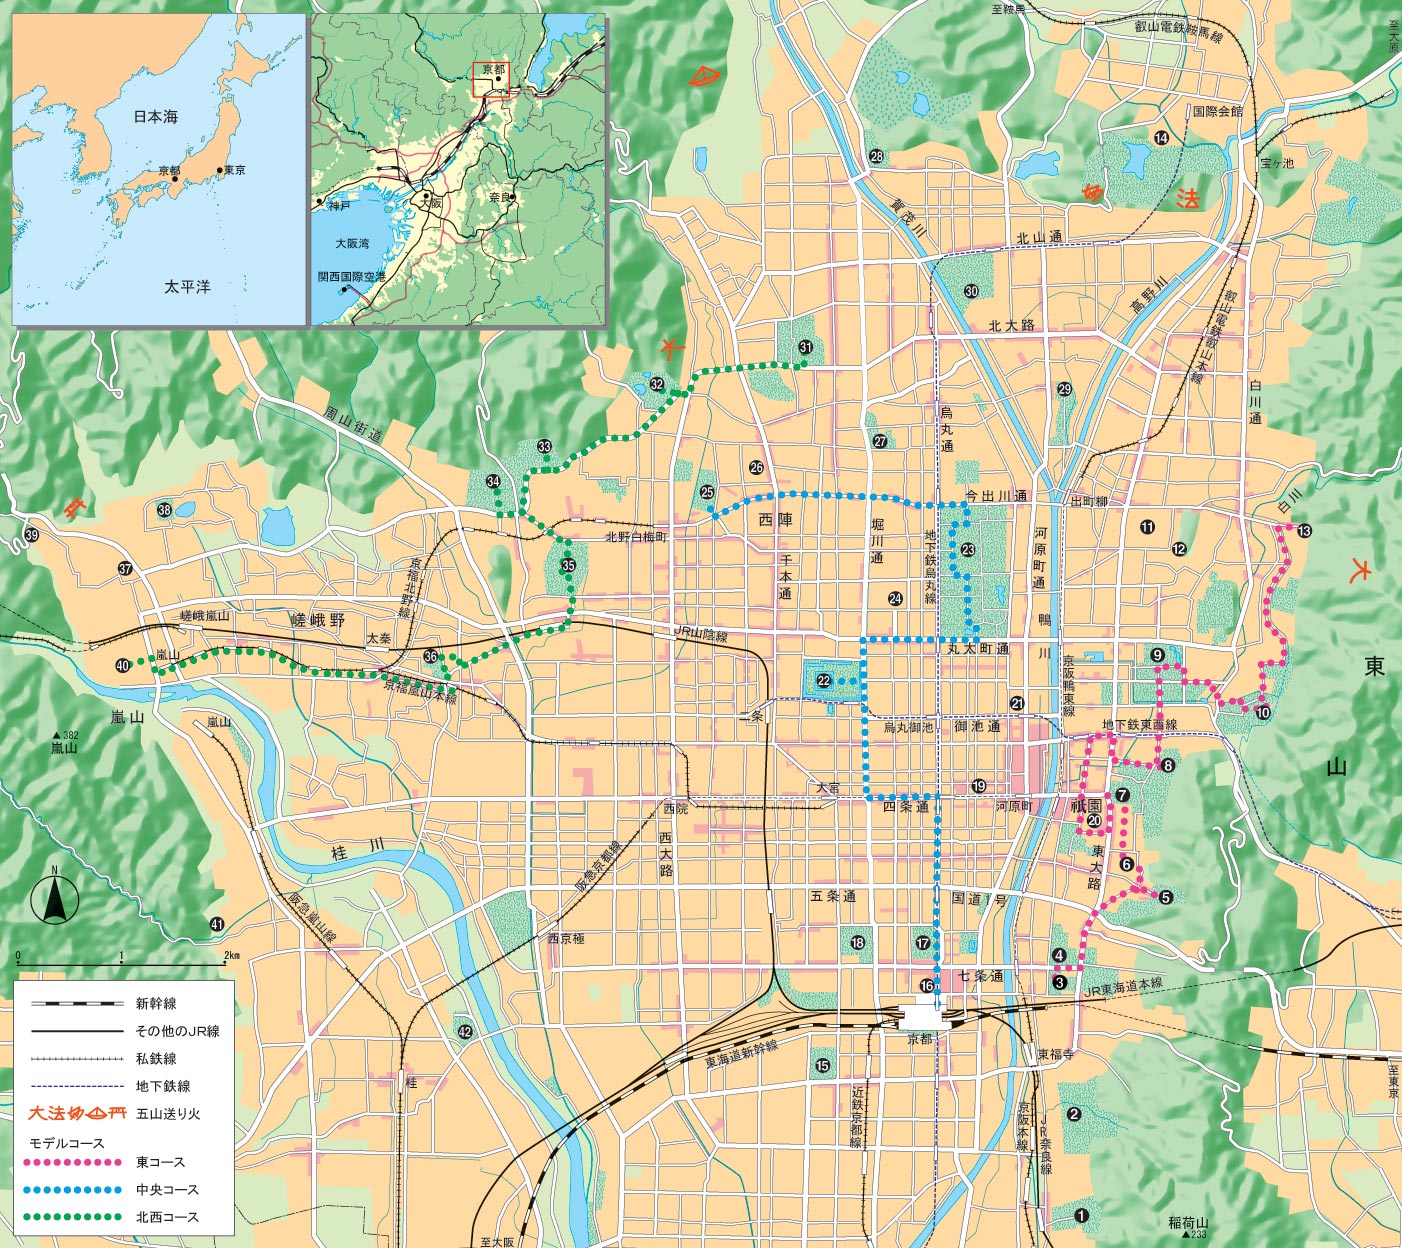 日本海
京都
東京
太平洋
京都
神戸
大阪
奈良
大阪湾
関西国際空港
至鞍馬
叡山電鉄鞍馬線
至大原
国際会館
14
宝ヶ池
妙
法
28
賀茂川
北山通
30
高野川
叡山電鉄叡山本線
北大路
31
大
32
29
白川通
烏丸通
周山街道
27
33
26
34
25
今出川通
出町柳
白川
西陣
堀川通
地下鉄烏丸線
河原町通
11
12
13
38
39
37
北野白梅町
千本通
23
大
35
京福北野線
24
鴨川
嵯峨嵐山
嵯峨野
太秦
JR山陰線
丸太町通
京阪鴨東線
9
東山
40
嵐山
36
京福嵐山本線
22
21
10
嵐山
嵐山
二条
烏丸御池
御池通
地下鉄東西線
▲382
嵐山
8
大宮
19
7
西院
四条通
河原町
祇園
20
桂川
西大路
阪急京都線
東大路
6
五条通
国道1号
5
N
阪急嵐山線
41
西京極
18
17
4
0 1 2km
16
七条通
3
JR東海道本線
新幹線
その他のJR線
私鉄線
地下鉄線
大法妙 五山送り火
モデルコース
東コース
中央コース
北西コース
42
京都
東福寺
東海道新幹線
15
桂
近鉄京都線
京阪本線
JR奈良線
2
至東京
1
稲荷山
▲233
至大阪